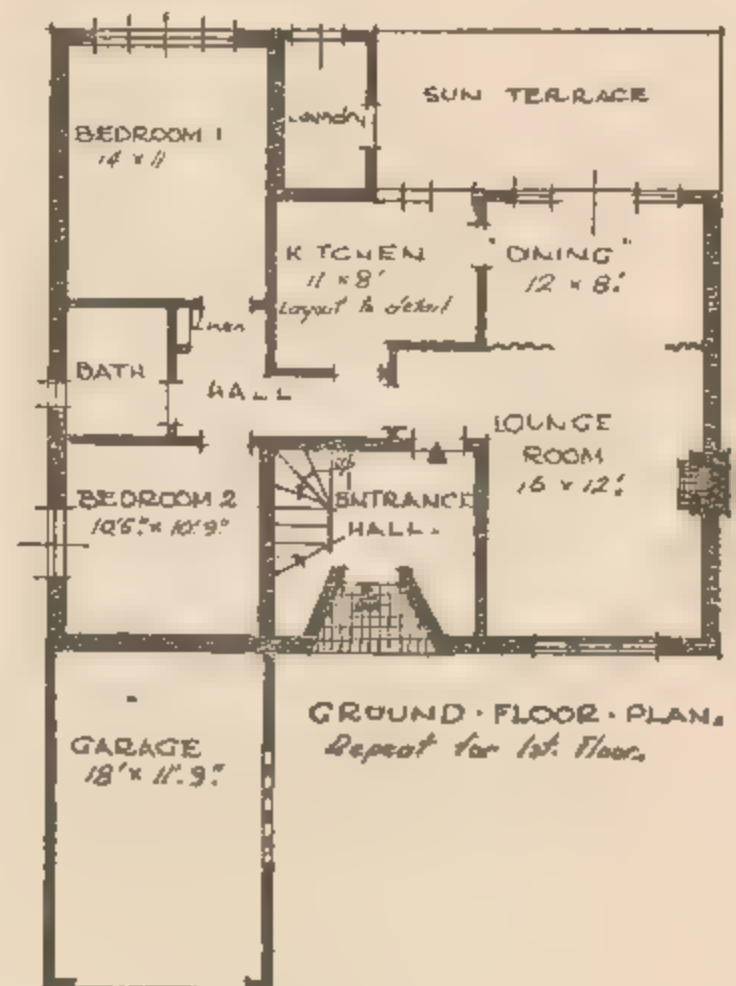 SUN TERRACE
Laundry
BEDROOM 1
14 x 11
KITCHEN
11 x 8'
Layout to detail
"DINING"
12 x 8'
Linen
BATH
HALL
LOUNGE
ROOM
16 x 12'
BEDROOM 2
10'6" x 10'9"
ENTRANCE
HALL.
GARAGE
18' x 11'.9"
GROUND · FLOOR · PLAN.
Repeat for 1st. Floor.